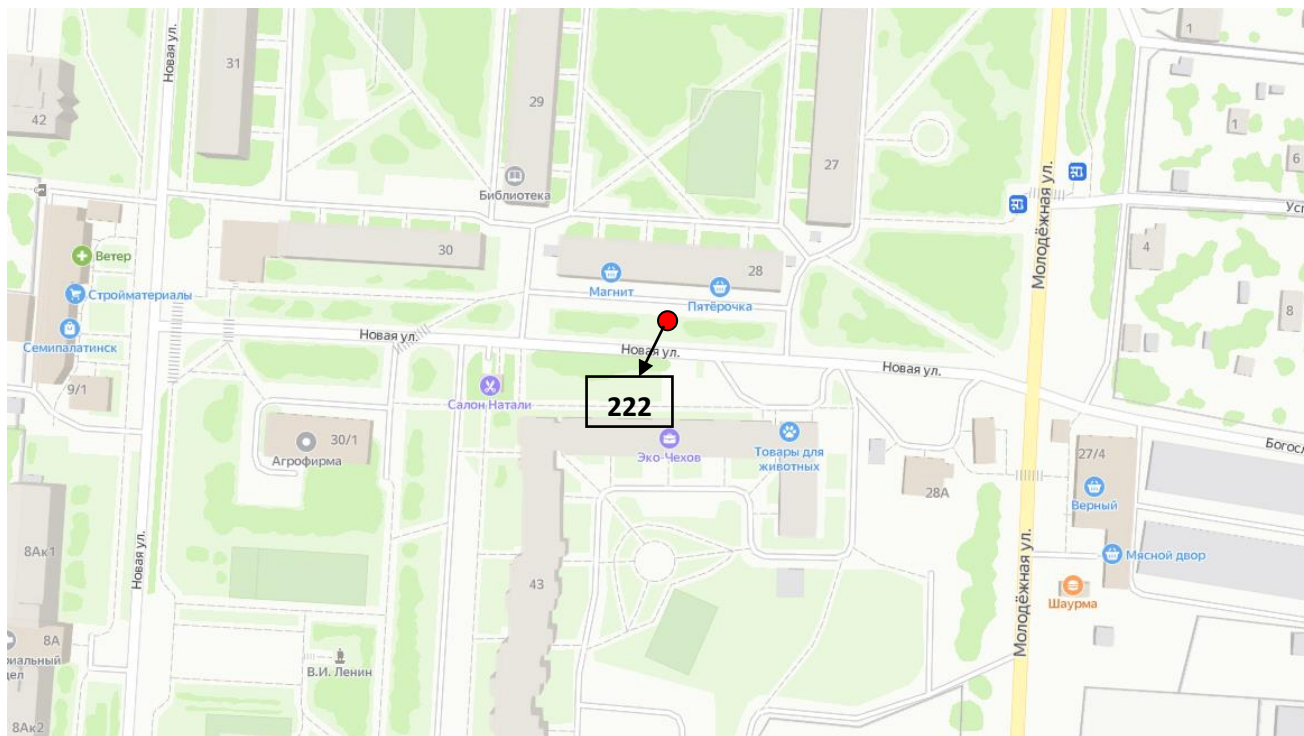 1
Новая ул.
31
42
29
1
27
6
Библиотека
Молодёжная ул.
Усп
Ветер
30
28
4
Стройматериалы
Магнит
Пятёрочка
8
Семипалатинск
Новая ул.
Новая ул.
Новая ул.
9/1
Салон Натали
222
30/1
Агрофирма
Эко-Чехов
Товары для
животных
27/4
Богосл
28А
Верный
8Ак1
Новая ул.
43
Молодёжная ул.
Мясной двор
Шаурма
8А
риальный
дел
В.И. Ленин
8Ак2